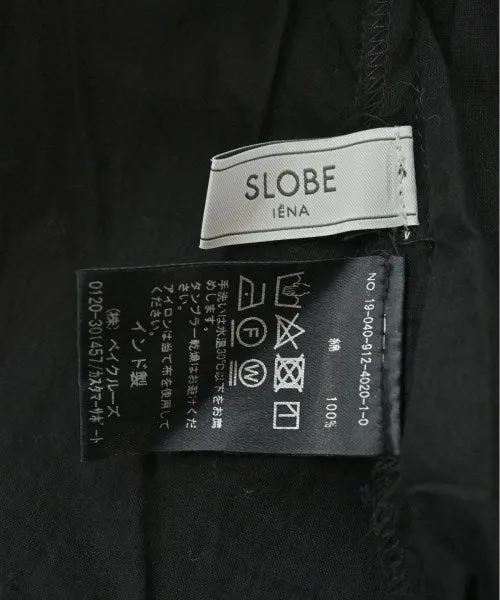 SLOBE
IÉNA
NO. 19-040-912-4020-1-0
綿 100%
F W
手洗いは水温30℃以下をお薦
めします。
タンブラー乾燥はお避けくだ
さい。
アイロンは当て布を使用して
ください。
インド製
(株)ベイクルーズ
0120-301457/カスタマーサポート